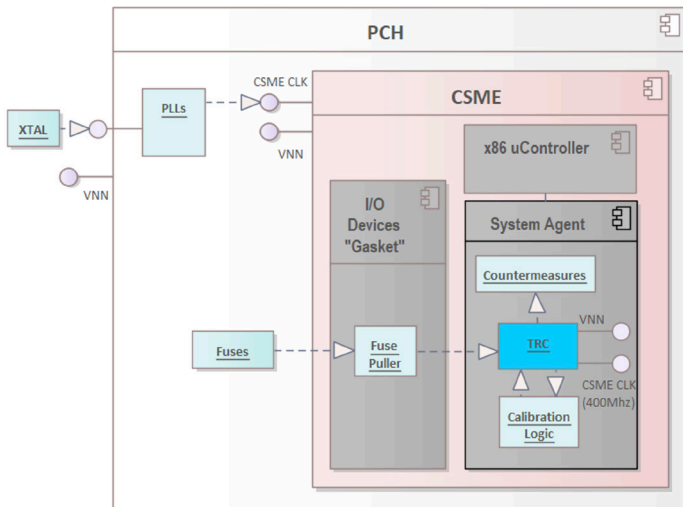 PCH
CSME CLK
PLLs
CSME
XTAL
VNN
x86 uController
VNN
I/O
Devices
"Gasket"
System Agent
Countermeasures
VNN
Fuses
Fuse
Puller
TRC
CSME CLK
(400Mhz)
Calibration
Logic